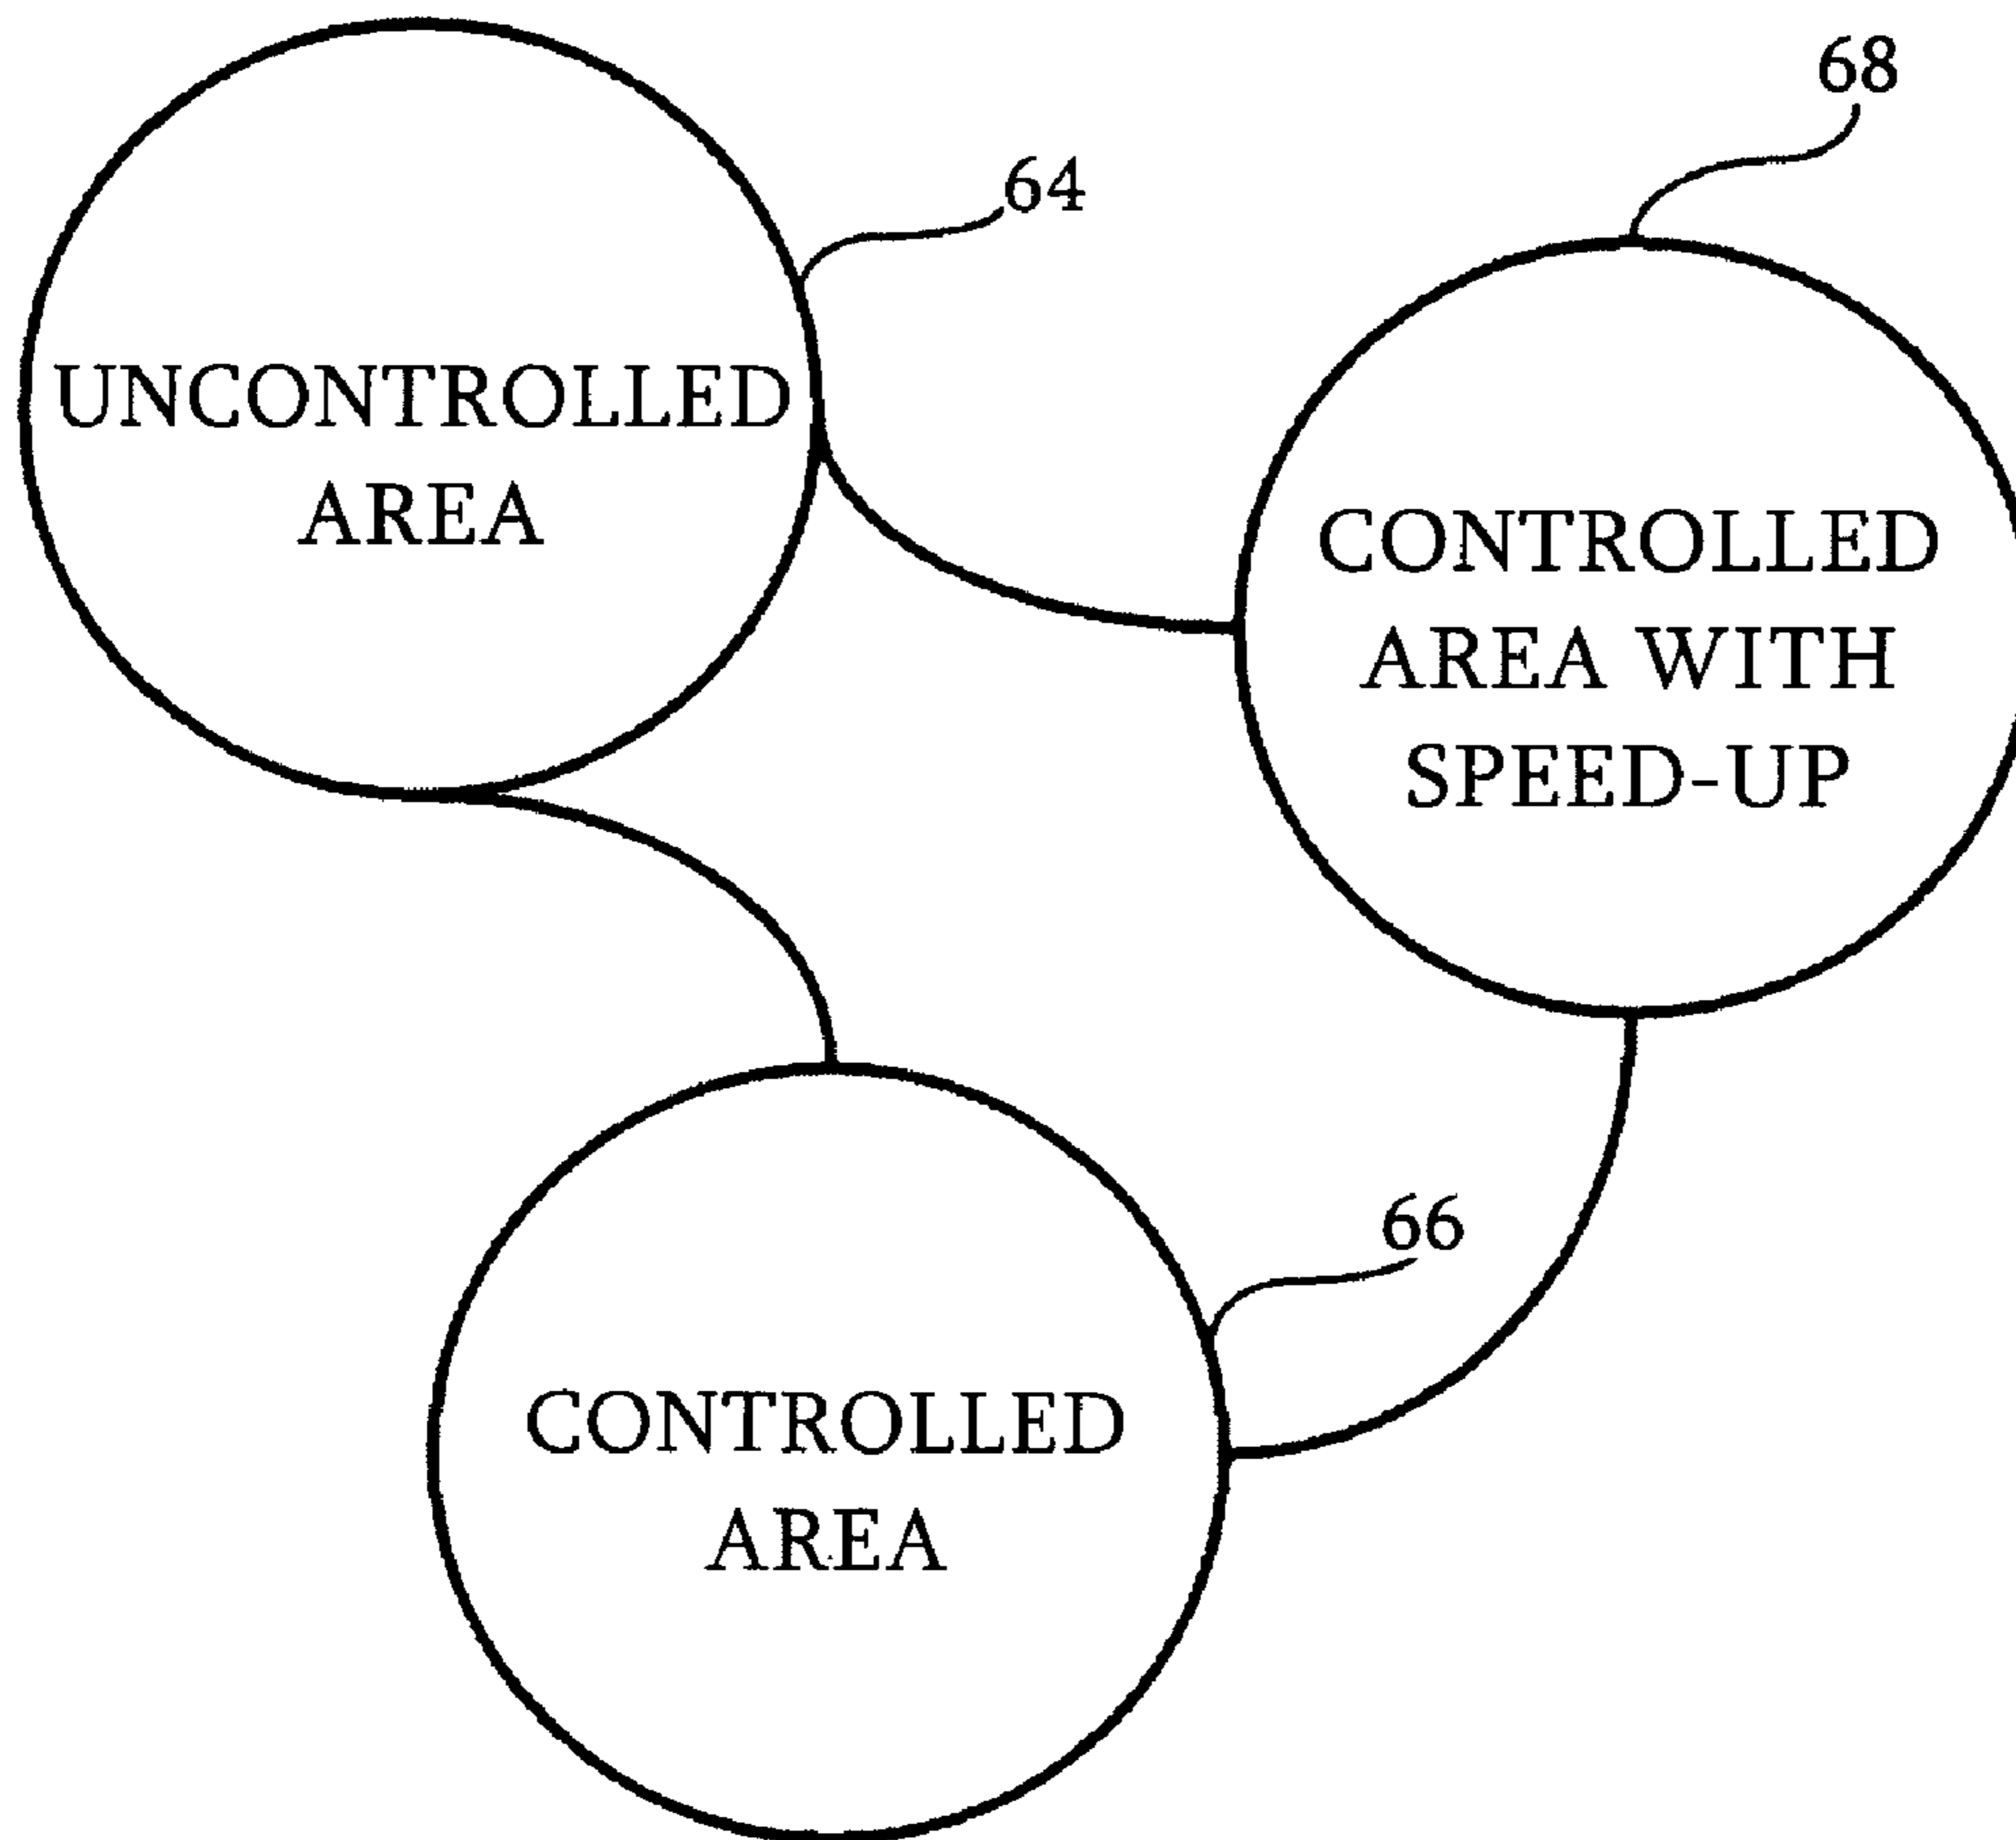 68
64
UNCONTROLLED
AREA
CONTROLLED
AREA WITH
SPEED-UP
66
CONTROLLED
AREA